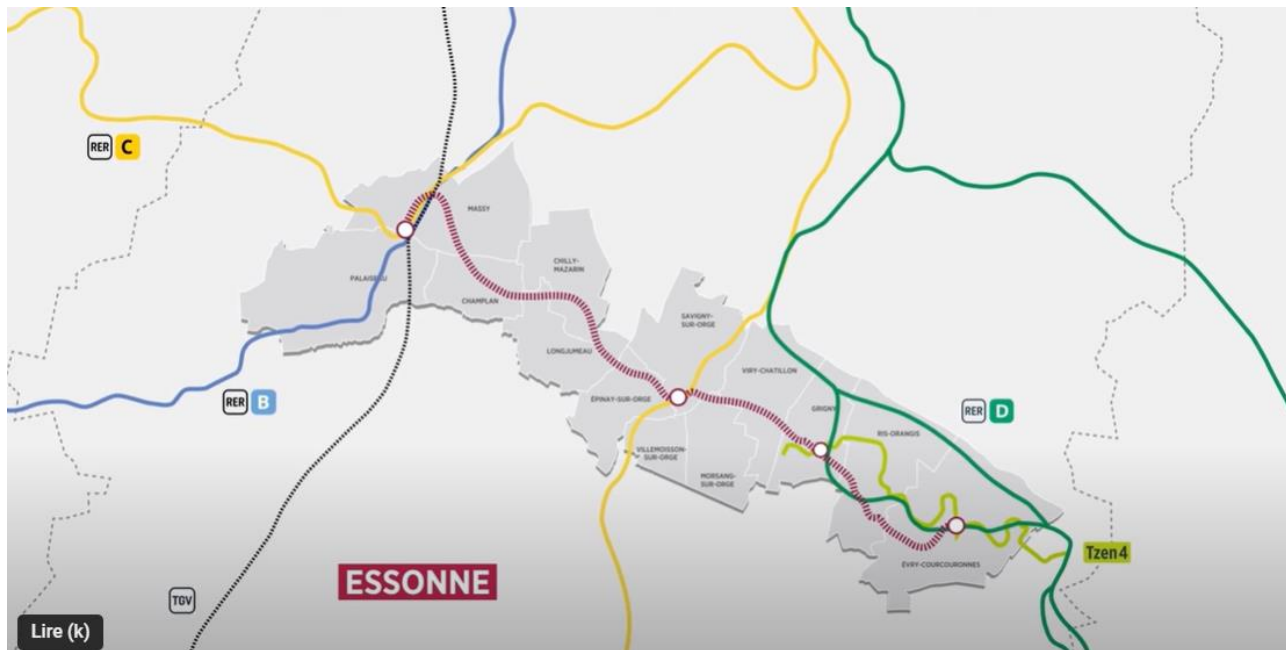 RER C
MASSY
CHILLY-
MAZARIN
PALAISEAU
CHAMPLAN
SAVIGNY-
SUR-ORGE
LONGJUMEAU
VIRY-CHATILLON
ÉPINAY-SUR-ORGE
RER B
GRIGNY
RER D
RIS-ORANGIS
VILLEMOISSON-
SUR-ORGE
MORSANG-
SUR-ORGE
Tzen 4
ÉVRY-COURCOURONNES
ESSONNE
TGV
Lire (k)